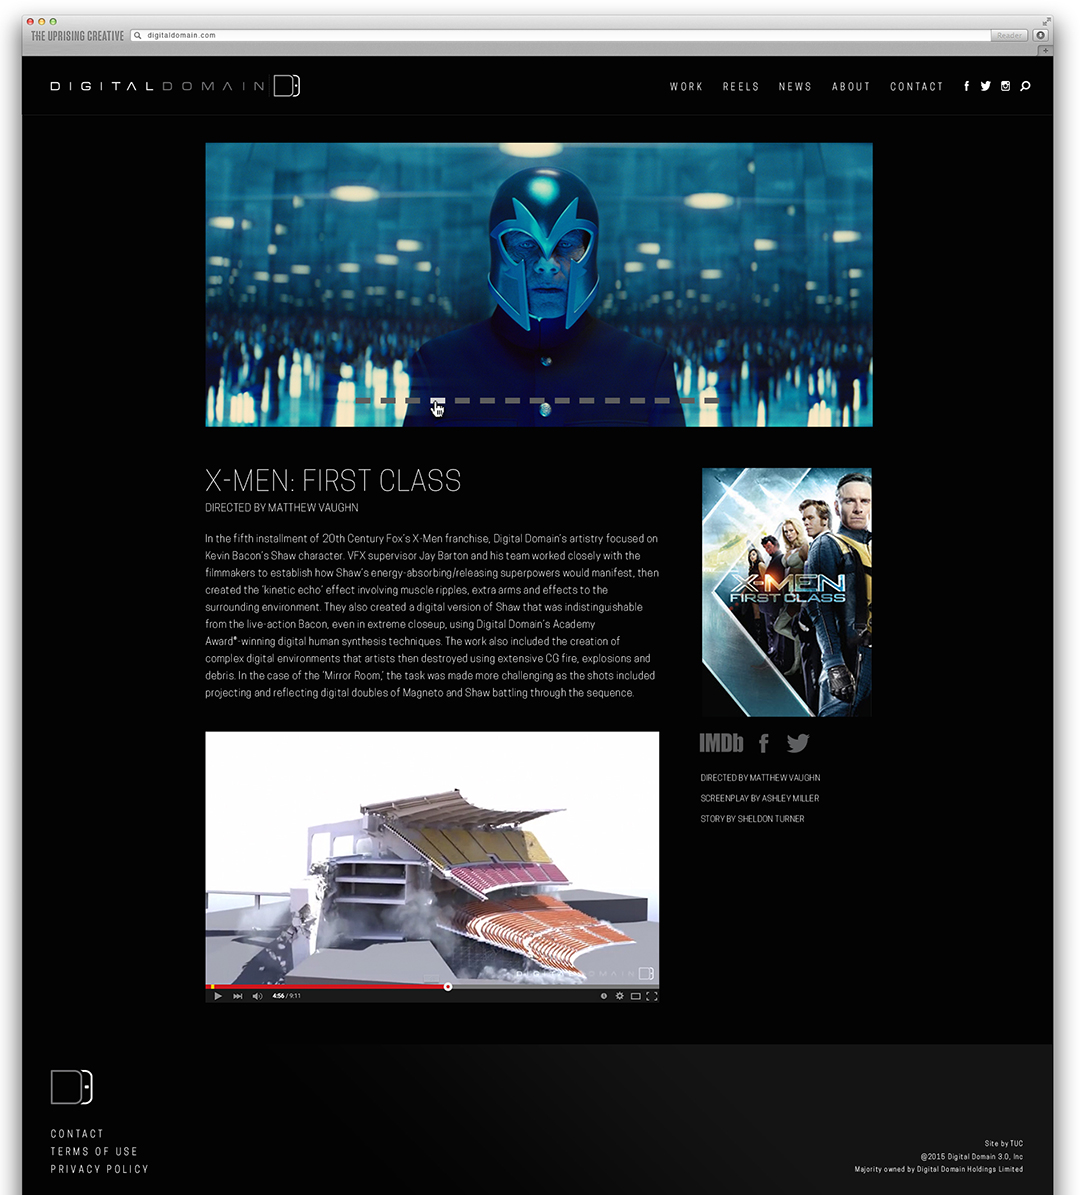 THE UPRISING CREATIVE
digitaldomain.com
Reader
DIGITALDOMAIN
WORK REELS NEWS ABOUT CONTACT
X-MEN: FIRST CLASS
DIRECTED BY MATTHEW VAUGHN
In the fifth installment of 20th Century Fox's X-Men franchise, Digital Domain's artistry focused on
Kevin Bacon's Shaw character. VFX supervisor Jay Barton and his team worked closely with the
filmmakers to establish how Shaw's energy-absorbing/releasing superpowers would manifest, then
created the 'kinetic echo' effect involving muscle ripples, extra arms and effects to the
surrounding environment. They also created a digital version of Shaw that was indistinguishable
from the live-action Bacon, even in extreme closeup, using Digital Domain's Academy
Award®-winning digital human synthesis techniques. The work also included the creation of
complex digital environments that artists then destroyed using extensive CG fire, explosions and
debris. In the case of the 'Mirror Room,' the task was made more challenging as the shots included
projecting and reflecting digital doubles of Magneto and Shaw battling through the sequence.
X-MEN
FIRST CLASS
IMDb
DIRECTED BY MATTHEW VAUGHN
SCREENPLAY BY ASHLEY MILLER
STORY BY SHELDON TURNER
DIGITALDOMAIN
4:56 / 9:11
CONTACT
TERMS OF USE
PRIVACY POLICY
Site by TUC
@2015 Digital Domain 3.0, Inc
Majority owned by Digital Domain Holdings Limited